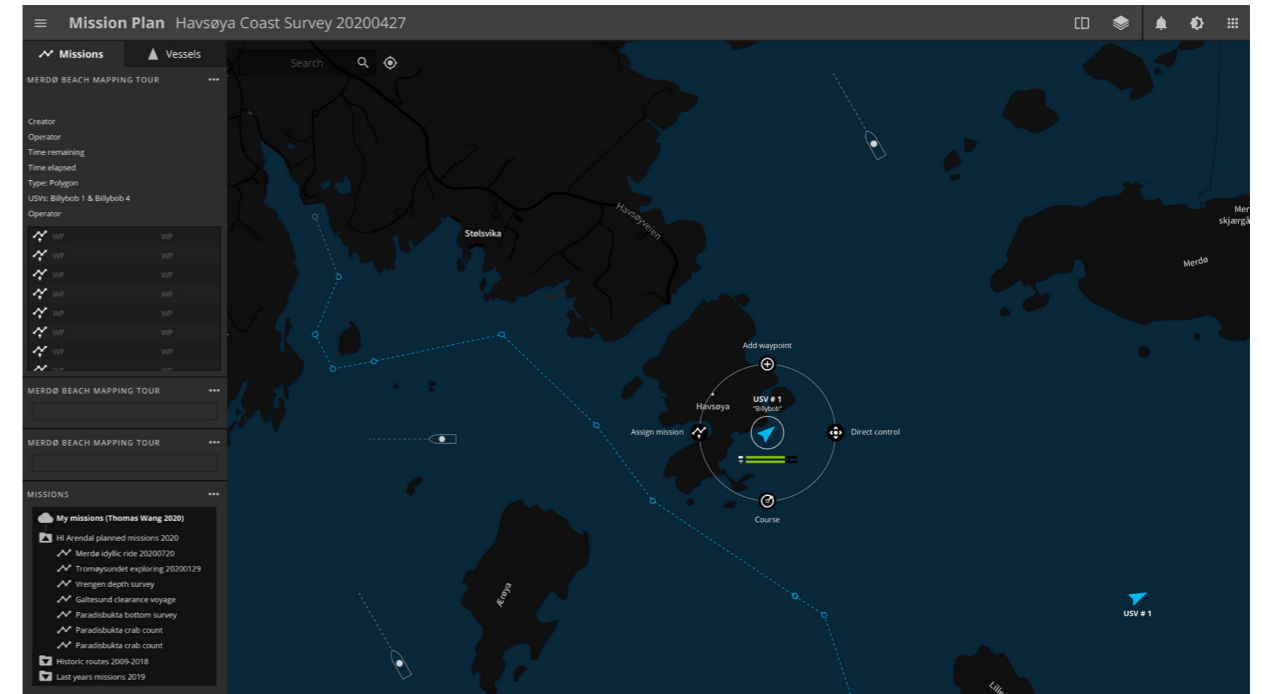 Mission Plan Havsøya Coast Survey 20200427
Missions
Vessels
MERDØ BEACH MAPPING TOUR
Creator
Operator
Time remaining
Time elapsed
Type: Polygon
USVs: Billybob 1 & Billybob 4
Operator
WP WP
WP WP
WP WP
WP WP
WP WP
WP WP
WP WP
MERDØ BEACH MAPPING TOUR
MERDØ BEACH MAPPING TOUR
MISSIONS
My missions (Thomas Wang 2020)
HI Arendal planned missions 2020
Merdø idyllic ride 20200720
Tromøysundet exploring 20200129
Vrengen depth survey
Galtesund clearance voyage
Paradisbukta bottom survey
Paradisbukta crab count
Paradisbukta crab count
Historic routes 2009-2018
Last years missions 2019
Search
Stølsvika
Havsøyveien
Mer
skjærgå
Merdø
Add waypoint
USV # 1
"Billybob"
Havsøya
Assign mission
Direct control
Course
Ærøya
USV # 1
Lille